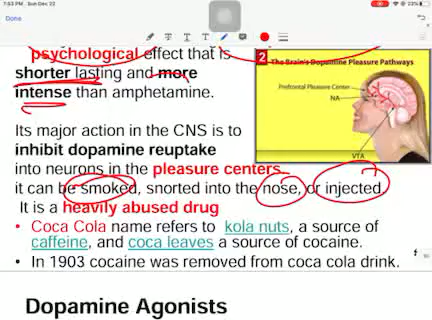 7:53 PM Sun Dec 22
Done
psychological effect that is
shorter lasting and more
intense than amphetamine.
2 The Brain's Dopamine Pleasure Pathways
Prefrontal Pleasure Center
NA
VTA
Its major action in the CNS is to
inhibit dopamine reuptake
into neurons in the pleasure centers
it can be smoked, snorted into the nose, or injected
It is a heavily abused drug
• Coca Cola name refers to kola nuts, a source of
caffeine, and coca leaves a source of cocaine.
• In 1903 cocaine was removed from coca cola drink.
Dopamine Agonists